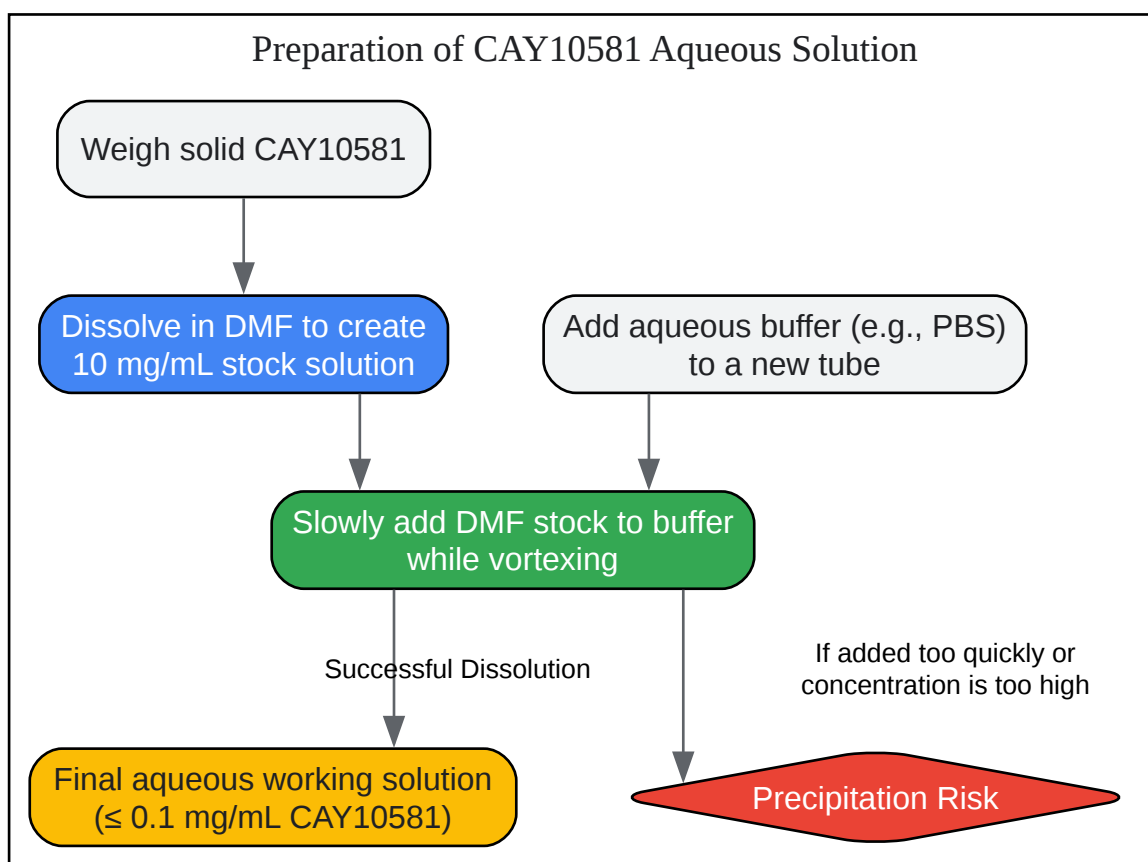 Preparation of CAY10581 Aqueous Solution
Weigh solid CAY10581
Dissolve in DMF to create
10 mg/mL stock solution
Add aqueous buffer (e.g., PBS)
to a new tube
Slowly add DMF stock to buffer
while vortexing
Successful Dissolution
If added too quickly or
concentration is too high
Final aqueous working solution
(≤ 0.1 mg/mL CAY10581)
Precipitation Risk